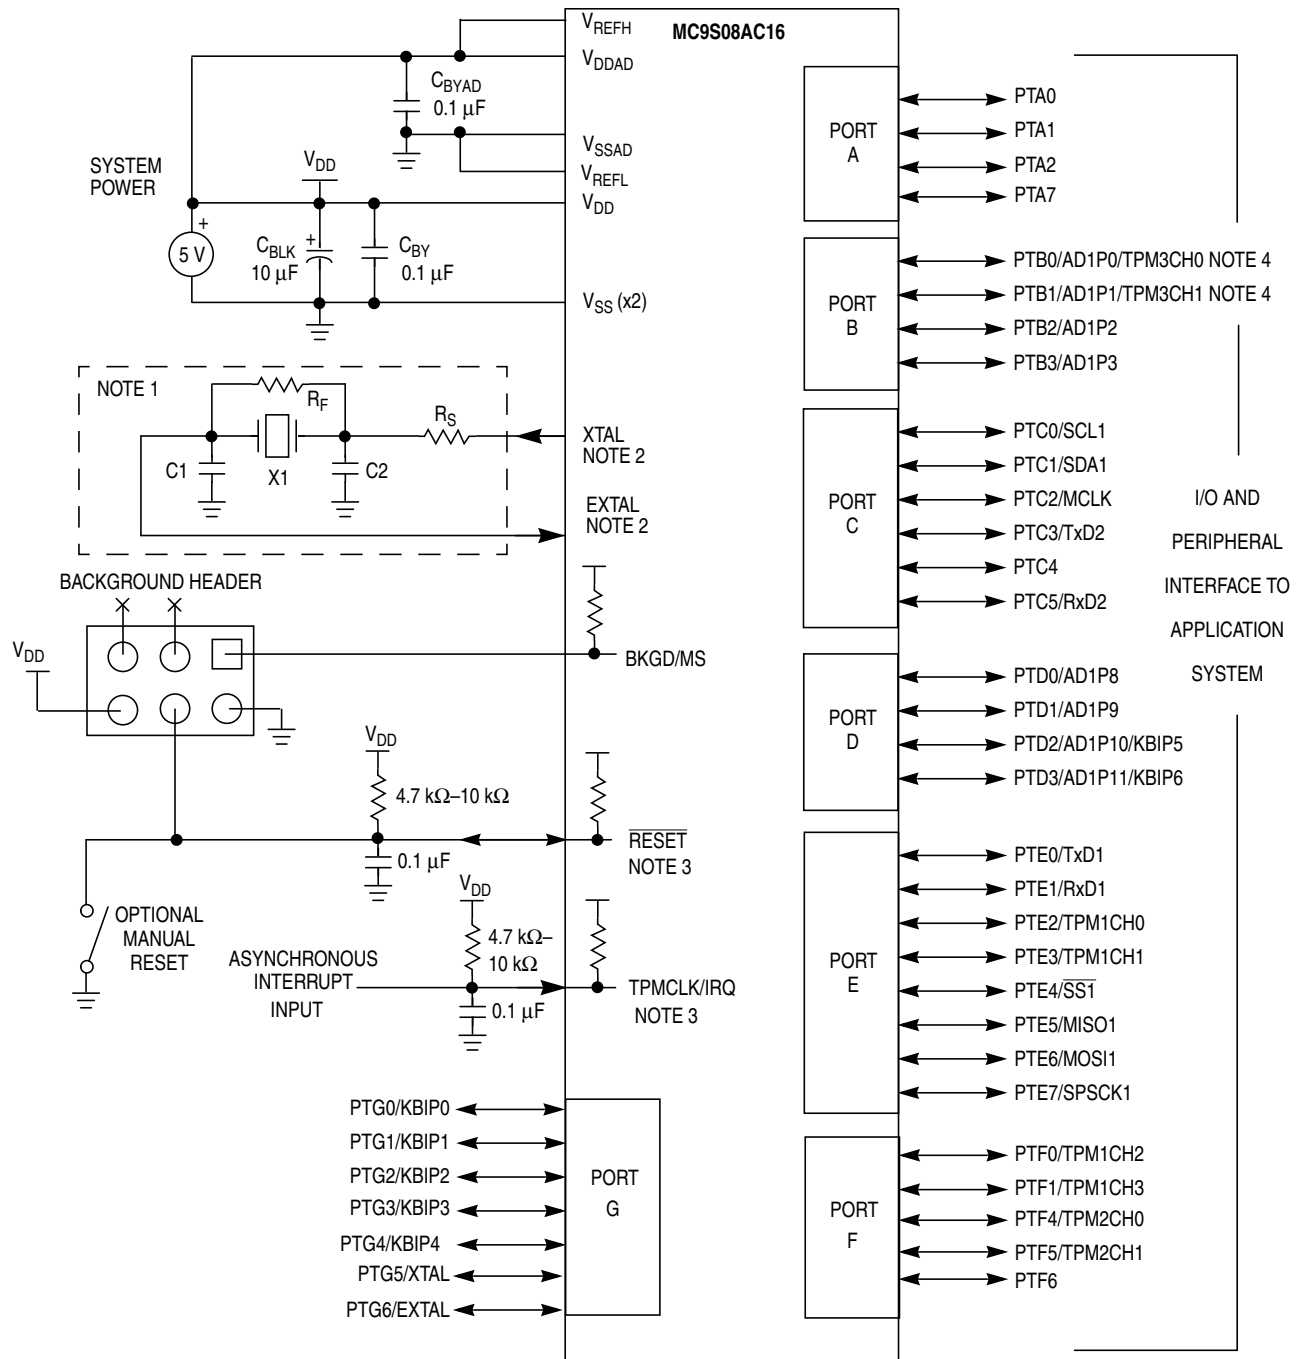 MC9S08AC16
VREFH
VDDAD
CBYAD
0.1 μF
VSSAD
VREFL
VDD
SYSTEM
POWER
VDD
+
5 V
CBLK
+
10 μF
CBY
0.1 μF
VSS (x2)
NOTE 1
RF
RS
C1
X1
C2
XTAL
NOTE 2
EXTAL
NOTE 2
BACKGROUND HEADER
VDD
BKGD/MS
VDD
4.7 kΩ–10 kΩ
0.1 μF
RESET
NOTE 3
OPTIONAL
MANUAL
RESET
VDD
4.7 kΩ–
10 kΩ
ASYNCHRONOUS
INTERRUPT
INPUT
0.1 μF
TPMCLK/IRQ
NOTE 3
PTG0/KBIP0
PTG1/KBIP1
PTG2/KBIP2
PTG3/KBIP3
PTG4/KBIP4
PTG5/XTAL
PTG6/EXTAL
PORT
G
PORT
A
PTA0
PTA1
PTA2
PTA7
PORT
B
PTB0/AD1P0/TPM3CH0 NOTE 4
PTB1/AD1P1/TPM3CH1 NOTE 4
PTB2/AD1P2
PTB3/AD1P3
PORT
C
PTC0/SCL1
PTC1/SDA1
PTC2/MCLK
PTC3/TxD2
PTC4
PTC5/RxD2
PORT
D
PTD0/AD1P8
PTD1/AD1P9
PTD2/AD1P10/KBIP5
PTD3/AD1P11/KBIP6
PORT
E
PTE0/TxD1
PTE1/RxD1
PTE2/TPM1CH0
PTE3/TPM1CH1
PTE4/SS1
PTE5/MISO1
PTE6/MOSI1
PTE7/SPSCK1
PORT
F
PTF0/TPM1CH2
PTF1/TPM1CH3
PTF4/TPM2CH0
PTF5/TPM2CH1
PTF6
I/O AND
PERIPHERAL
INTERFACE TO
APPLICATION
SYSTEM